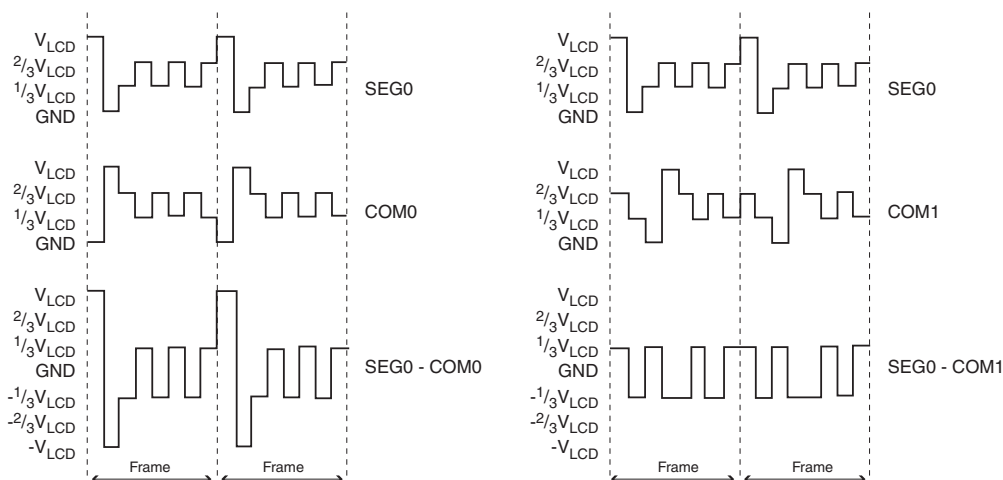 V_LCD
2/3V_LCD
1/3V_LCD
GND
SEG0
V_LCD
2/3V_LCD
1/3V_LCD
GND
COM0
V_LCD
2/3V_LCD
1/3V_LCD
GND
-1/3V_LCD
-2/3V_LCD
-V_LCD
SEG0 - COM0
Frame
Frame
V_LCD
2/3V_LCD
1/3V_LCD
GND
SEG0
V_LCD
2/3V_LCD
1/3V_LCD
GND
COM1
V_LCD
2/3V_LCD
1/3V_LCD
GND
-1/3V_LCD
-2/3V_LCD
-V_LCD
SEG0 - COM1
Frame
Frame